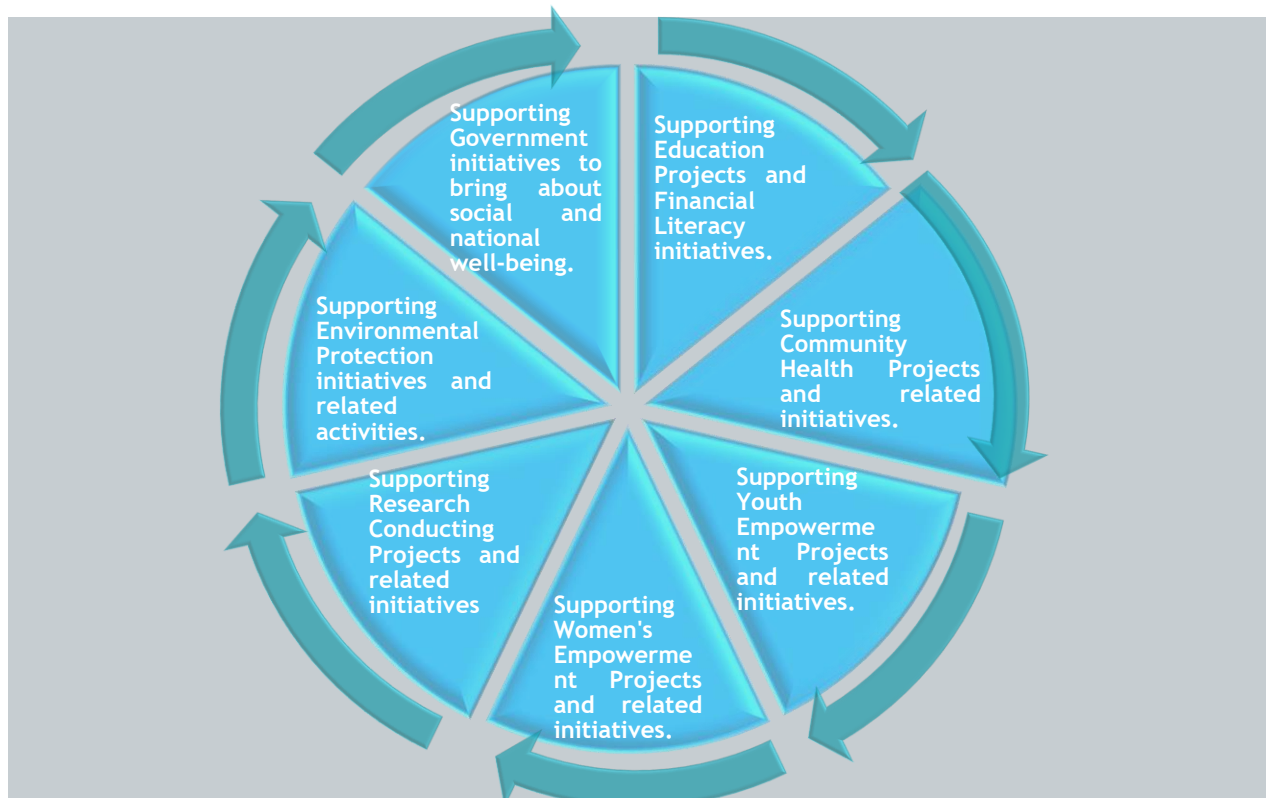 Supporting
Government
initiatives to
bring about
social and
national
well-being.
Supporting
Education
Projects and
Financial
Literacy
initiatives.
Supporting
Community
Health Projects
and related
initiatives.
Supporting
Youth
Empowerme
nt Projects
and related
initiatives.
Supporting
Women's
Empowerme
nt Projects
and related
initiatives.
Supporting
Research
Conducting
Projects and
related
initiatives
Supporting
Environmental
Protection
initiatives and
related
activities.